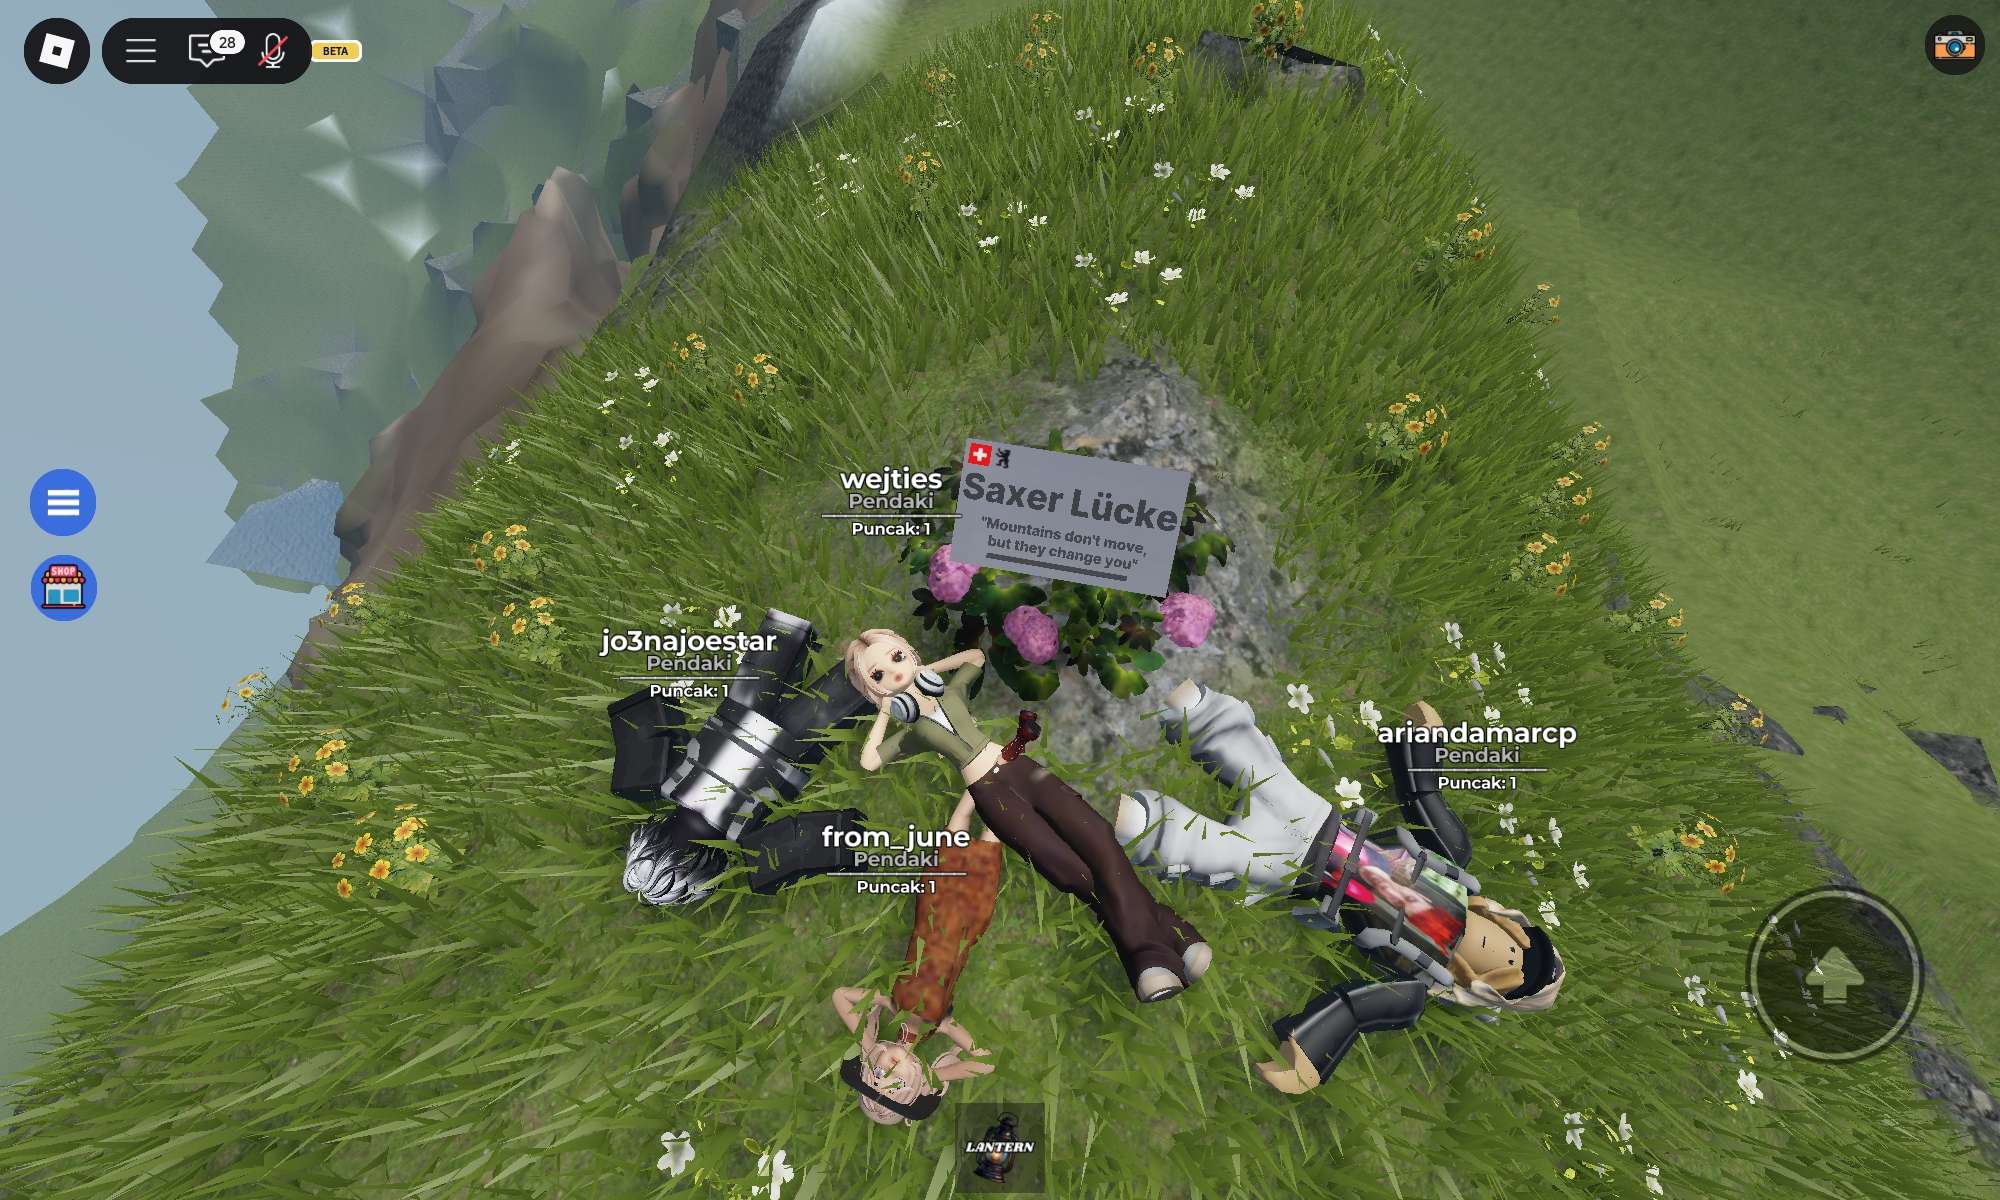 28
BETA
SHOP
wejties
Pendaki
Puncak: 1
Saxer Lücke
"Mountains don't move,
but they change you"
jo3najoestar
Pendaki
Puncak: 1
ariandamarcp
Pendaki
Puncak: 1
from_june
Pendaki
Puncak: 1
LANTERN